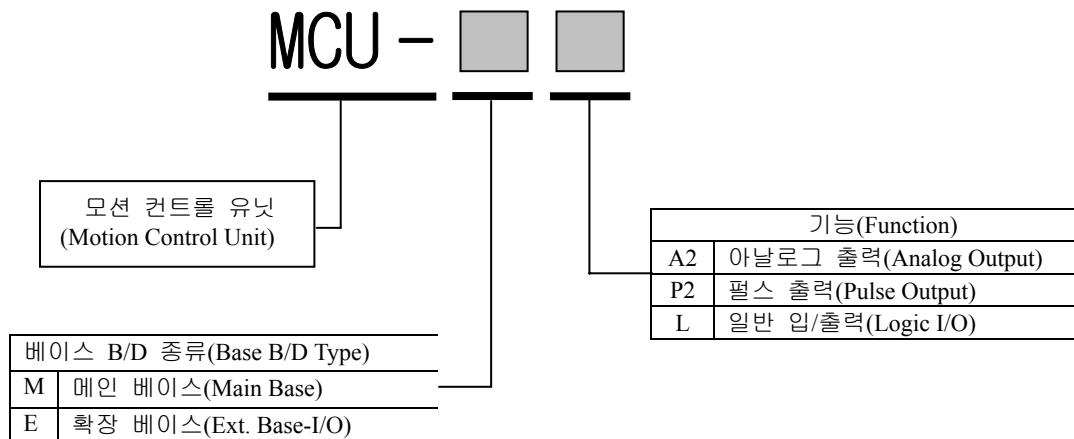 MCU -
모션 컨트롤 유닛
(Motion Control Unit)
기능(Function)
A2 아날로그 출력(Analog Output)
P2 펄스 출력(Pulse Output)
L 일반 입/출력(Logic I/O)
베이스 B/D 종류(Base B/D Type)
M 메인 베이스(Main Base)
E 확장 베이스(Ext. Base-I/O)